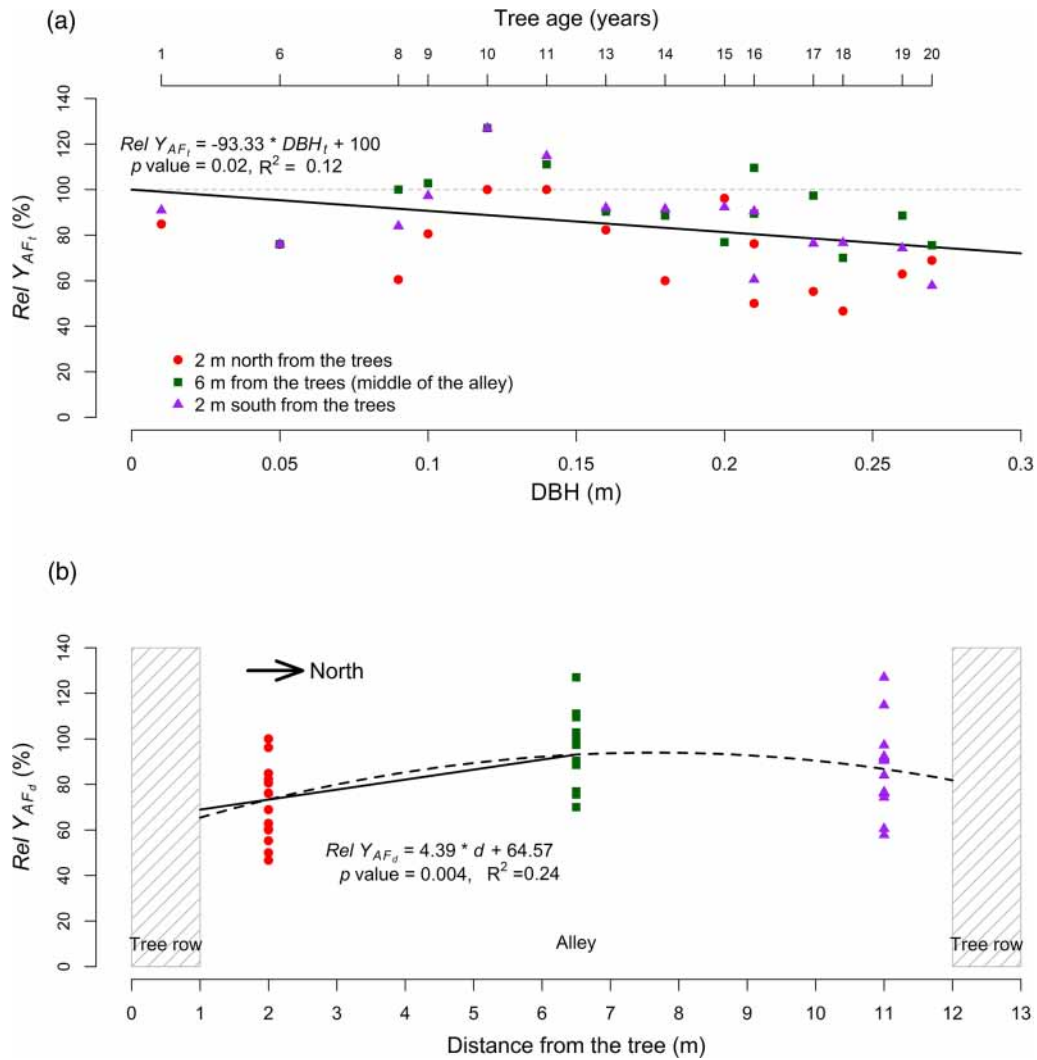 (a)
Tree age (years)
1 6 8 9 10 11 13 14 15 16 17 18 19 20
Rel Y_AF_t (%)
0 20 40 60 80 100 120 140
Rel Y_AF_t = -93.33 * DBH_t + 100
p value = 0.02, R² = 0.12
2 m north from the trees
6 m from the trees (middle of the alley)
2 m south from the trees
0 0.05 0.1 0.15 0.2 0.25 0.3
DBH (m)
(b)
Rel Y_AF_d (%)
0 20 40 60 80 100 120 140
North
Rel Y_AF_d = 4.39 * d + 64.57
p value = 0.004, R² =0.24
Tree row Alley Tree row
0 1 2 3 4 5 6 7 8 9 10 11 12 13
Distance from the tree (m)